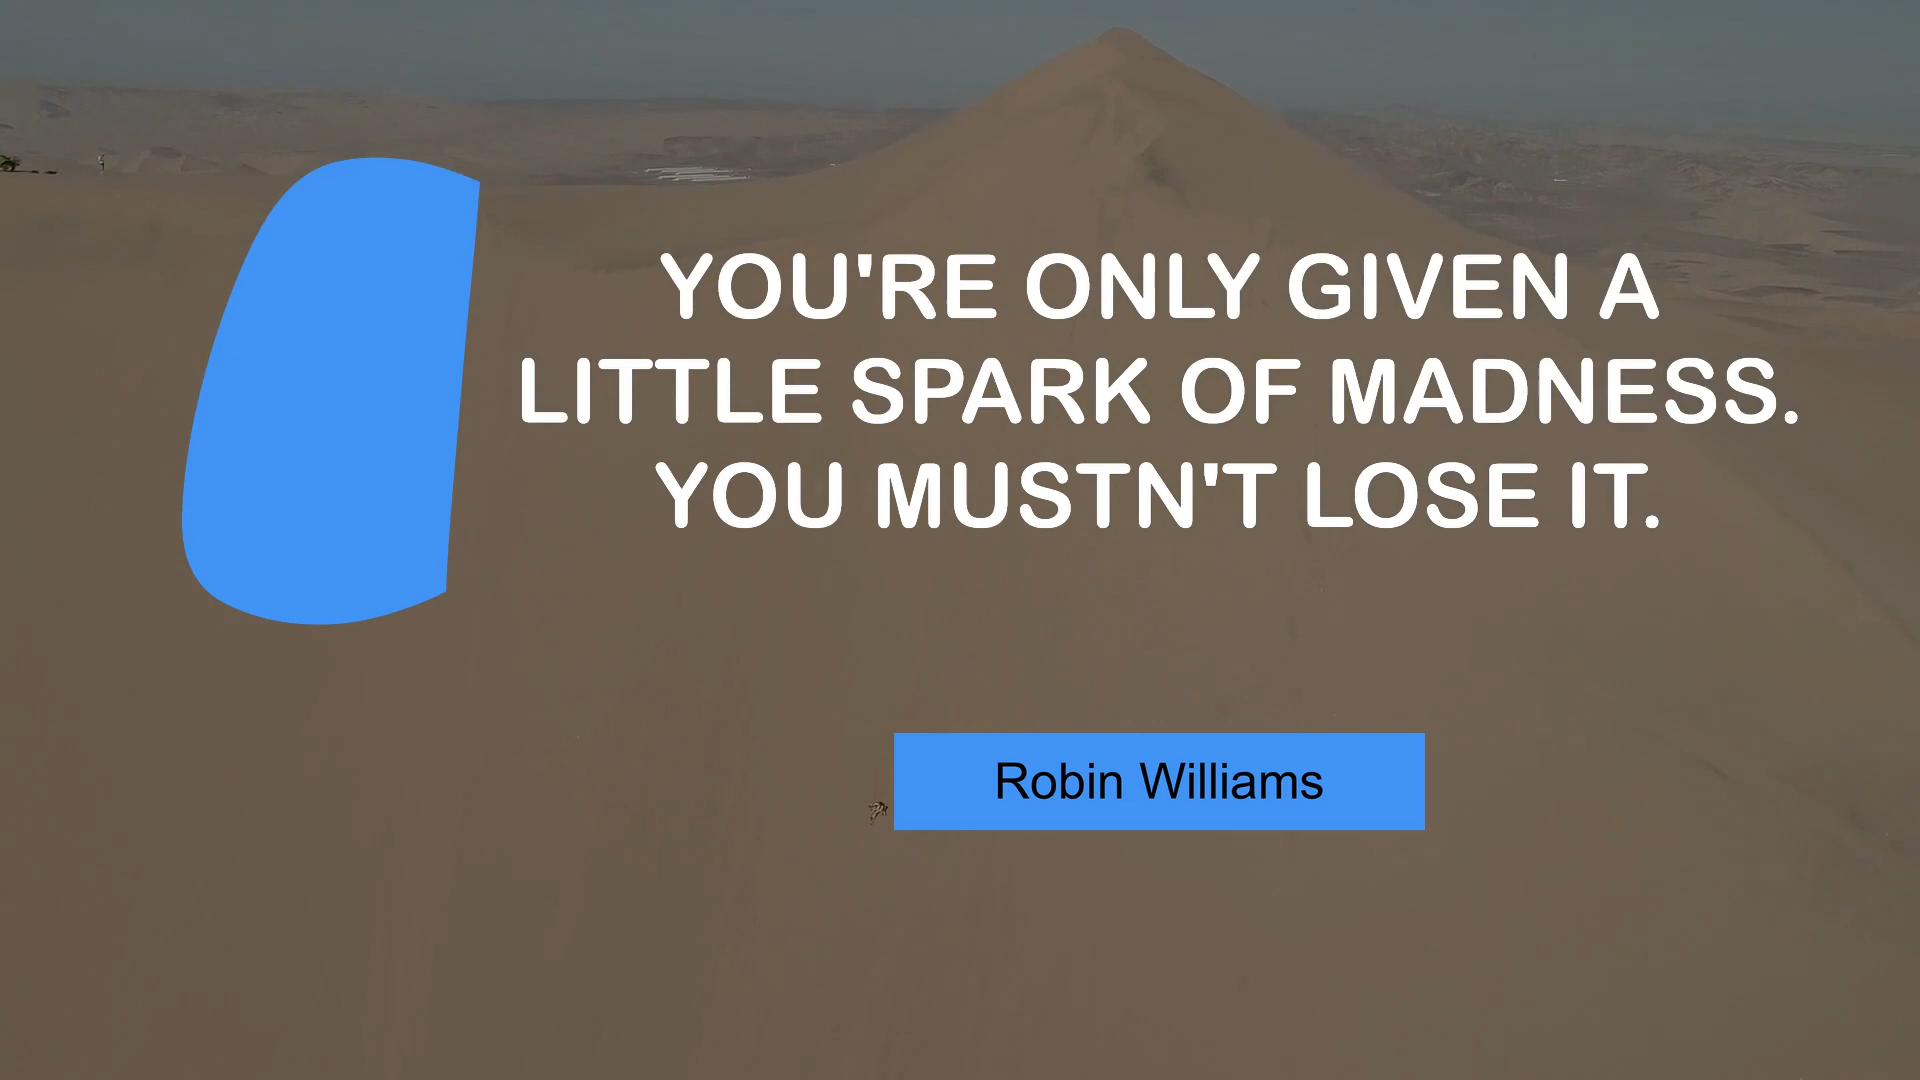 YOU'RE ONLY GIVEN A
LITTLE SPARK OF MADNESS.
YOU MUSTN'T LOSE IT.
Robin Williams